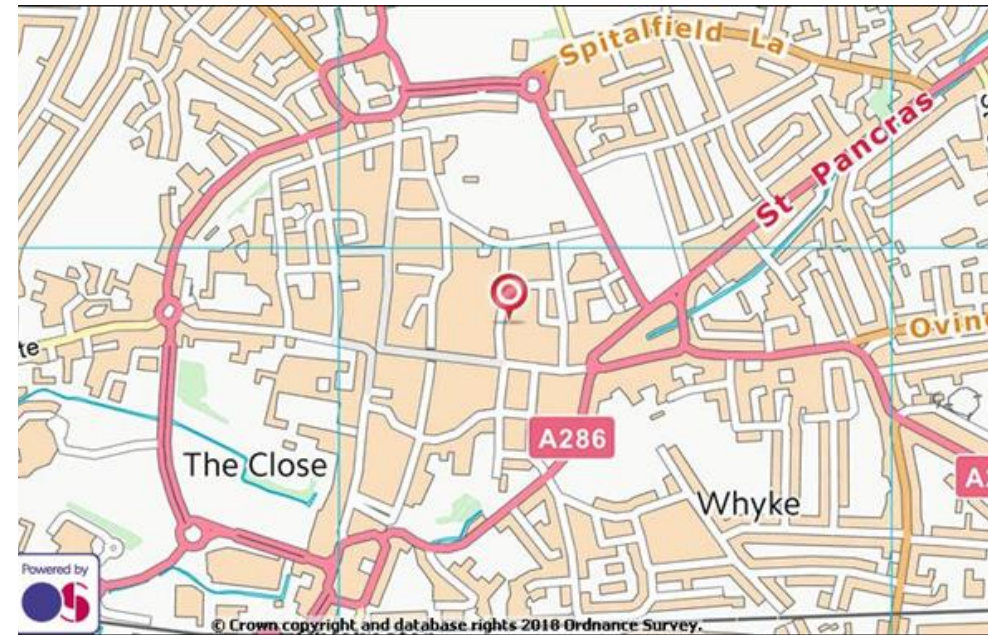 Spitalfield La
St Pancras
te
Ovin
A286
The Close
Whyke
Powered by
OS
© Crown copyright and database rights 2018 Ordnance Survey.